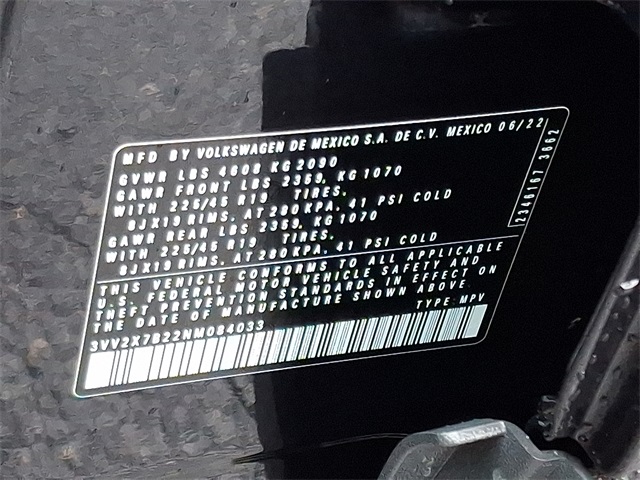 MFD BY VOLKSWAGEN DE MEXICO S.A. DE C.V. MEXICO 06/22
GVWR LBS 4608 KG 2090
GAWR FRONT LBS 2359, KG 1070
WITH 225/45 R19 TIRES.
8JX19 RIMS. AT 280 KPA, 41 PSI COLD
GAWR REAR LBS 2359, KG 1070
WITH 225/45 R19 TIRES.
8JX19 RIMS. AT 280 KPA, 41 PSI COLD
THIS VEHICLE CONFORMS TO ALL APPLICABLE
U.S. FEDERAL MOTOR VEHICLE SAFETY AND
THEFT PREVENTION STANDARDS IN EFFECT ON
THE DATE OF MANUFACTURE SHOWN ABOVE.
3VV2X7B22NM084033 TYPE: MPV
2346167 3662